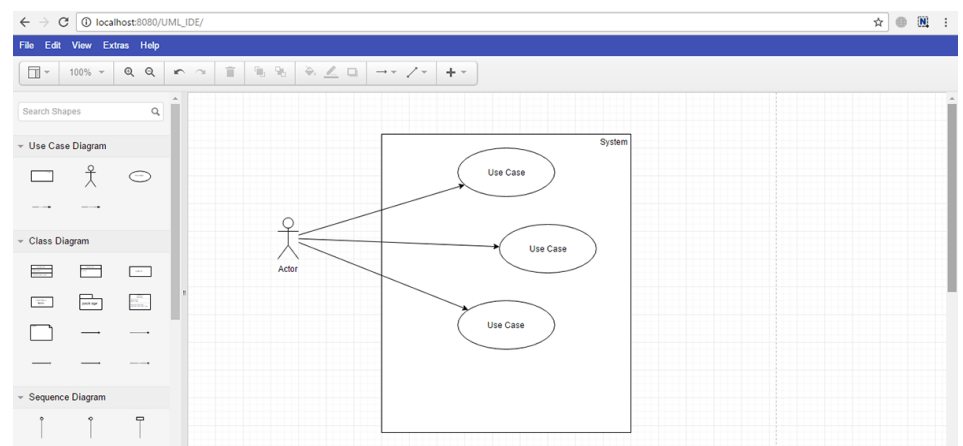 localhost:8080/UML_IDE/
File Edit View Extras Help
100%
Search Shapes
Use Case Diagram
Class Diagram
package
Sequence Diagram
System
Use Case
Use Case
Use Case
Actor